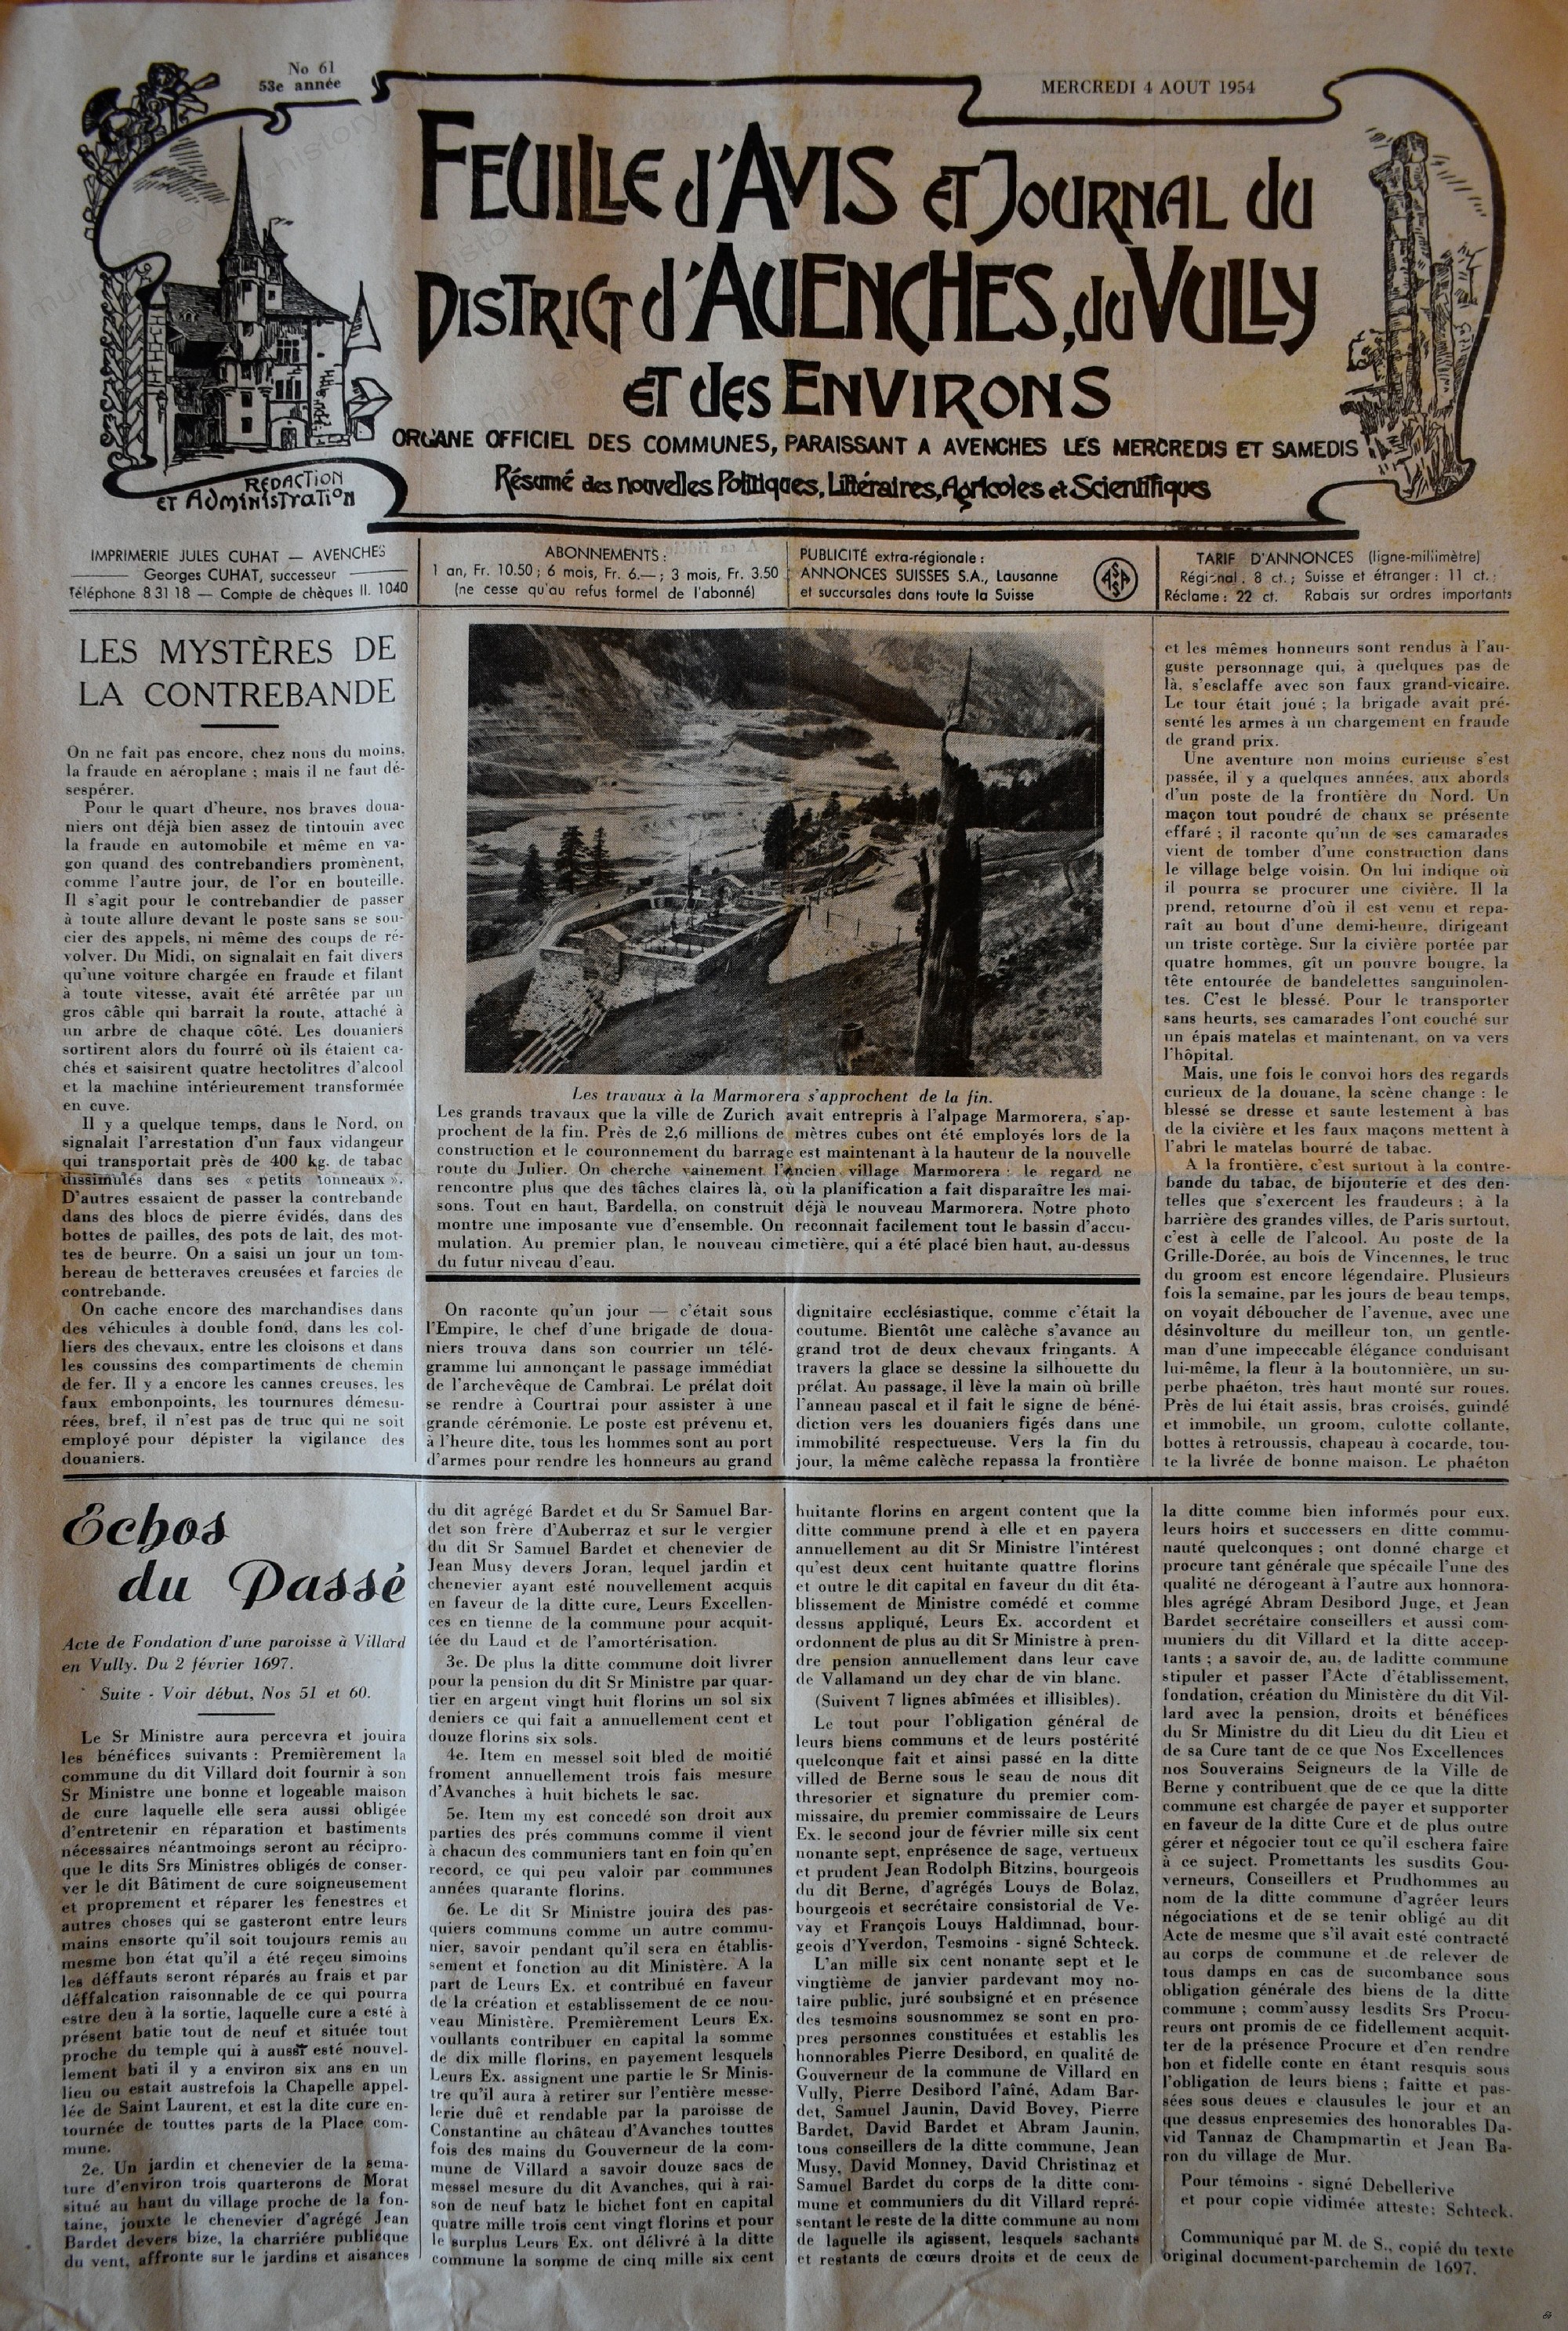 No 61
53e année
MERCREDI 4 AOUT 1954
FEUILLE d'AVIS ET JOURNAL du
DISTRICT d'AVENCHES, du VULLY
ET des ENVIRONS
ORGANE OFFICIEL DES COMMUNES, PARAISSANT A AVENCHES LES MERCREDIS ET SAMEDIS
Résumé des nouvelles Politiques, Littéraires, Agricoles et Scientifiques
RÉDACTION
ET AdMINISTRATION
IMPRIMERIE JULES CUHAT — AVENCHES
Georges CUHAT, successeur
Téléphone 8 31 18 — Compte de chèques II. 1040
ABONNEMENTS :
1 an, Fr. 10.50 ; 6 mois, Fr. 6.— ; 3 mois, Fr. 3.50
(ne cesse qu'au refus formel de l'abonné)
PUBLICITÉ extra-régionale :
ANNONCES SUISSES S.A., Lausanne
et succursales dans toute la Suisse
TARIF D'ANNONCES (ligne-millimètre)
Régional : 8 ct. ; Suisse et étranger : 11 ct. ;
Réclame : 22 ct. Rabais sur ordres importants
LES MYSTÈRES DE
LA CONTREBANDE
On ne fait pas encore, chez nous du moins,
la fraude en aéroplane ; mais il ne faut dé-
sespérer.
Pour le quart d'heure, nos braves doua-
niers ont déjà bien assez de tintouin avec
la fraude en automobile et même en va-
gon quand des contrebandiers promènent,
comme l'autre jour, de l'or en bouteille.
Il s'agit pour le contrebandier de passer
à toute allure devant le poste sans se sou-
cier des appels, ni même des coups de ré-
volver. Du Midi, on signalait en fait divers
qu'une voiture chargée en fraude et filant
à toute vitesse, avait été arrêtée par un
gros câble qui barrait la route, attaché à
un arbre de chaque côté. Les douaniers
sortirent alors du fourré où ils étaient ca-
chés et saisirent quatre hectolitres d'alcool
et la machine intérieurement transformée
en cuve.
Il y a quelque temps, dans le Nord, on
signalait l'arrestation d'un faux vidangeur
qui transportait près de 400 kg. de tabac
dissimulés dans ses « petits tonneaux ».
D'autres essaient de passer la contrebande
dans des blocs de pierre évidés, dans des
bottes de pailles, des pots de lait, des mot-
tes de beurre. On a saisi un jour un tom-
bereau de betteraves creusées et farcies de
contrebande.
On cache encore des marchandises dans
des véhicules à double fond, dans les col-
liers des chevaux, entre les cloisons et dans
les coussins des compartiments de chemin
de fer. Il y a encore les cannes creuses, les
faux embonpoints, les tournures démesu-
rées, bref, il n'est pas de truc qui ne soit
employé pour dépister la vigilance des
douaniers.
Les travaux à la Marmorera s'approchent de la fin.
Les grands travaux que la ville de Zurich avait entrepris à l'alpage Marmorera, s'ap-
prochent de la fin. Près de 2,6 millions de mètres cubes ont été employés lors de la
construction et le couronnement du barrage est maintenant à la hauteur de la nouvelle
route du Julier. On cherche vainement l'ancien village Marmorera : le regard ne
rencontre plus que des tâches claires là, où la planification a fait disparaître les mai-
sons. Tout en haut, Bardella, on construit déjà le nouveau Marmorera. Notre photo
montre une imposante vue d'ensemble. On reconnait facilement tout le bassin d'accu-
mulation. Au premier plan, le nouveau cimetière, qui a été placé bien haut, au-dessus
du futur niveau d'eau.
On raconte qu'un jour — c'était sous
l'Empire, le chef d'une brigade de doua-
niers trouva dans son courrier un télé-
gramme lui annonçant le passage immédiat
de l'archevêque de Cambrai. Le prélat doit
se rendre à Courtrai pour assister à une
grande cérémonie. Le poste est prévenu et,
à l'heure dite, tous les hommes sont au port
d'armes pour rendre les honneurs au grand
dignitaire ecclésiastique, comme c'était la
coutume. Bientôt une calèche s'avance au
grand trot de deux chevaux fringants. A
travers la glace se dessine la silhouette du
prélat. Au passage, il lève la main où brille
l'anneau pascal et il fait le signe de béné-
diction vers les douaniers figés dans une
immobilité respectueuse. Vers la fin du
jour, la même calèche repassa la frontière
et les mêmes honneurs sont rendus à l'au-
guste personnage qui, à quelques pas de
là, s'esclaffe avec son faux grand-vicaire.
Le tour était joué ; la brigade avait pré-
senté les armes à un chargement en fraude
de grand prix.
Une aventure non moins curieuse s'est
passée, il y a quelques années, aux abords
d'un poste de la frontière du Nord. Un
maçon tout poudré de chaux se présente
effaré ; il raconte qu'un de ses camarades
vient de tomber d'une construction dans
le village belge voisin. On lui indique où
il pourra se procurer une civière. Il la
prend, retourne d'où il est venu et repa-
raît au bout d'une demi-heure, dirigeant
un triste cortège. Sur la civière portée par
quatre hommes, gît un pouvre bougre, la
tête entourée de bandelettes sanguinolen-
tes. C'est le blessé. Pour le transporter
sans heurts, ses camarades l'ont couché sur
un épais matelas et maintenant, on va vers
l'hôpital.
Mais, une fois le convoi hors des regards
curieux de la douane, la scène change : le
blessé se dresse et saute lestement à bas
de la civière et les faux maçons mettent à
l'abri le matelas bourré de tabac.
A la frontière, c'est surtout à la contre-
bande du tabac, de bijouterie et des den-
telles que s'exercent les fraudeurs ; à la
barrière des grandes villes, de Paris surtout,
c'est à celle de l'alcool. Au poste de la
Grille-Dorée, au bois de Vincennes, le truc
du groom est encore légendaire. Plusieurs
fois la semaine, par les jours de beau temps,
on voyait déboucher de l'avenue, avec une
désinvolture du meilleur ton, un gentle-
man d'une impeccable élégance conduisant
lui-même, la fleur à la boutonnière, un su-
perbe phaéton, très haut monté sur roues.
Près de lui était assis, bras croisés, guindé
et immobile, un groom, culotte collante,
bottes à retroussis, chapeau à cocarde, tou-
te la livrée de bonne maison. Le phaéton
Echos
du Passé
Acte de Fondation d'une paroisse à Villard
en Vully. Du 2 février 1697.
Suite - Voir début, Nos 51 et 60.
Le Sr Ministre aura percevra et jouira
les bénéfices suivants : Premièrement la
commune du dit Villard doit fournir à son
Sr Ministre une bonne et logeable maison
de cure laquelle elle sera aussi obligée
d'entretenir en réparation et bastiments
nécessaires néantmoings seront au récipro-
que le dits Srs Ministres obligés de conser-
ver le dit Bâtiment de cure soigneusement
et proprement et réparer les fenestres et
autres choses qui se gasteront entre leurs
mains ensorte qu'il soit toujours remis au
mesme bon état qu'il a été reçeu simoins
les déffauts seront réparés au frais et par
déffalcation raisonnable de ce qui pourra
estre deu à la sortie, laquelle cure a esté à
présent batie tout de neuf et située tout
proche du temple qui à aussi esté nouvel-
lement bati il y a environ six ans en un
lieu ou estait austrefois la Chapelle appel-
lée de Saint Laurent, et est la dite cure en-
tournée de touttes parts de la Place com-
mune.
2e. Un jardin et chenevier de la sema-
ture d'environ trois quarterons de Morat
situé au haut du village proche de la fon-
taine, jouxte le chenevier d'agrégé Jean
Bardet devers bize, la charrière publicque
du vent, affronte sur le jardins et aisances
du dit agrégé Bardet et du Sr Samuel Bar-
det son frère d'Auberraz et sur le vergier
du dit Sr Samuel Bardet et chenevier de
Jean Musy devers Joran, lequel jardin et
chenevier ayant esté nouvellement acquis
en faveur de la ditte cure, Leurs Excellen-
ces en tienne de la commune pour acquit-
tée du Laud et de l'amortérisation.
3e. De plus la ditte commune doit livrer
pour la pension du dit Sr Ministre par quar-
tier en argent vingt huit florins un sol six
deniers ce qui fait a annuellement cent et
douze florins six sols.
4e. Item en messel soit bled de moitié
froment annuellement trois fais mesure
d'Avanches à huit bichets le sac.
5e. Item my est concedé son droit aux
parties des prés communs comme il vient
à chacun des communiers tant en foin qu'en
record, ce qui peu valoir par communes
années quarante florins.
6e. Le dit Sr Ministre jouira des pas-
quiers communs comme un autre commu-
nier, savoir pendant qu'il sera en établis-
sement et fonction au dit Ministère. A la
part de Leurs Ex. et contribué en faveur
de la création et establissement de ce nou-
veau Ministère. Premièrement Leurs Ex.
voullants contribuer en capital la somme
de dix mille florins, en payement lesquels
Leurs Ex. assignent une partie le Sr Minis-
tre qu'il aura à retirer sur l'entière messe-
lerie duê et rendable par la paroisse de
Constantine au château d'Avanches touttes
fois des mains du Gouverneur de la com-
mune de Villard a savoir douze sacs de
messel mesure du dit Avanches, qui à rai-
son de neuf batz le bichet font en capital
quatre mille trois cent vingt florins et pour
le surplus Leurs Ex. ont délivré à la ditte
commune la somme de cinq mille six cent
huitante florins en argent content que la
ditte commune prend à elle et en payera
annuellement au dit Sr Ministre l'intérest
qu'est deux cent huitante quattre florins
et outre le dit capital en faveur du dit éta-
blissement de Ministre comédé et comme
dessus appliqué, Leurs Ex. accordent et
ordonnent de plus au dit Sr Ministre à pren-
dre pension annuellement dans leur cave
de Vallamand un dey char de vin blanc.
(Suivent 7 lignes abîmées et illisibles).
Le tout pour l'obligation général de
leurs biens communs et de leurs postérité
quelconque fait et ainsi passé en la ditte
villed de Berne sous le seau de nous dit
thresorier et signature du premier com-
missaire, du premier commissaire de Leurs
Ex. le second jour de février mille six cent
nonante sept, enprésence de sage, vertueux
et prudent Jean Rodolph Bitzins, bourgeois
du dit Berne, d'agrégés Louys de Bolaz,
bourgeois et secrétaire consistorial de Ve-
vay et François Louys Haldimnad, bour-
geois d'Yverdon, Tesmoins - signé Schteck.
L'an mille six cent nonante sept et le
vingtième de janvier pardevant moy no-
taire public, juré soubsigné et en présence
des tesmoins sousnommez se sont en pro-
pres personnes constituées et establis les
honnorables Pierre Desibord, en qualité de
Gouverneur de la commune de Villard en
Vully, Pierre Desibord l'aîné, Adam Bar-
det, Samuel Jaunin, David Bovey, Pierre
Bardet, David Bardet et Abram Jaunin,
tous conseillers de la ditte commune, Jean
Musy, David Monney, David Christinaz et
Samuel Bardet du corps de la ditte com-
mune et communiers du dit Villard repré-
sentant le reste de la ditte commune au nom
de laquelle ils agissent, lesquels sachants
et restants de cœurs droits et de ceux de
la ditte comme bien informés pour eux,
leurs hoirs et successers en ditte commu-
nauté quelconques ; ont donné charge et
procure tant générale que spécaile l'une des
qualité ne dérogeant à l'autre aux honnora-
bles agrégé Abram Desibord Juge, et Jean
Bardet secrétaire conseillers et aussi com-
muniers du dit Villard et la ditte accep-
tants ; a savoir de, au, de laditte commune
stipuler et passer l'Acte d'établissement,
fondation, création du Ministère du dit Vil-
lard avec la pension, droits et bénéfices
du Sr Ministre du dit Lieu du dit Lieu et
de sa Cure tant de ce que Nos Excellences
nos Souverains Seigneurs de la Ville de
Berne y contribuent que de ce que la ditte
commune est chargée de payer et supporter
en faveur de la ditte Cure et de plus outre
gérer et négocier tout ce qu'il eschera faire
à ce suject. Promettants les susdits Gou-
verneurs, Conseillers et Prudhommes au
nom de la ditte commune d'agréer leurs
négociations et de se tenir obligé au dit
Acte de mesme que s'il avait esté contracté
au corps de commune et de relever de
tous damps en cas de sucombance sous
obligation générale des biens de la ditte
commune ; comm'aussy lesdits Srs Procu-
reurs ont promis de ce fidellement acquit-
ter de la présence Procure et d'en rendre
bon et fidelle conte en étant resquis sous
l'obligation de leurs biens ; faitte et pas-
sées sous deues e clausules le jour et an
que dessus enpresemies des honorables Da-
vid Tannaz de Champmartin et Jean Ba-
ron du village de Mur.
Pour témoins - signé Debellerive
et pour copie vidimée atteste: Schteck.
Communiqué par M. de S., copié du texte
original document-parchemin de 1697.